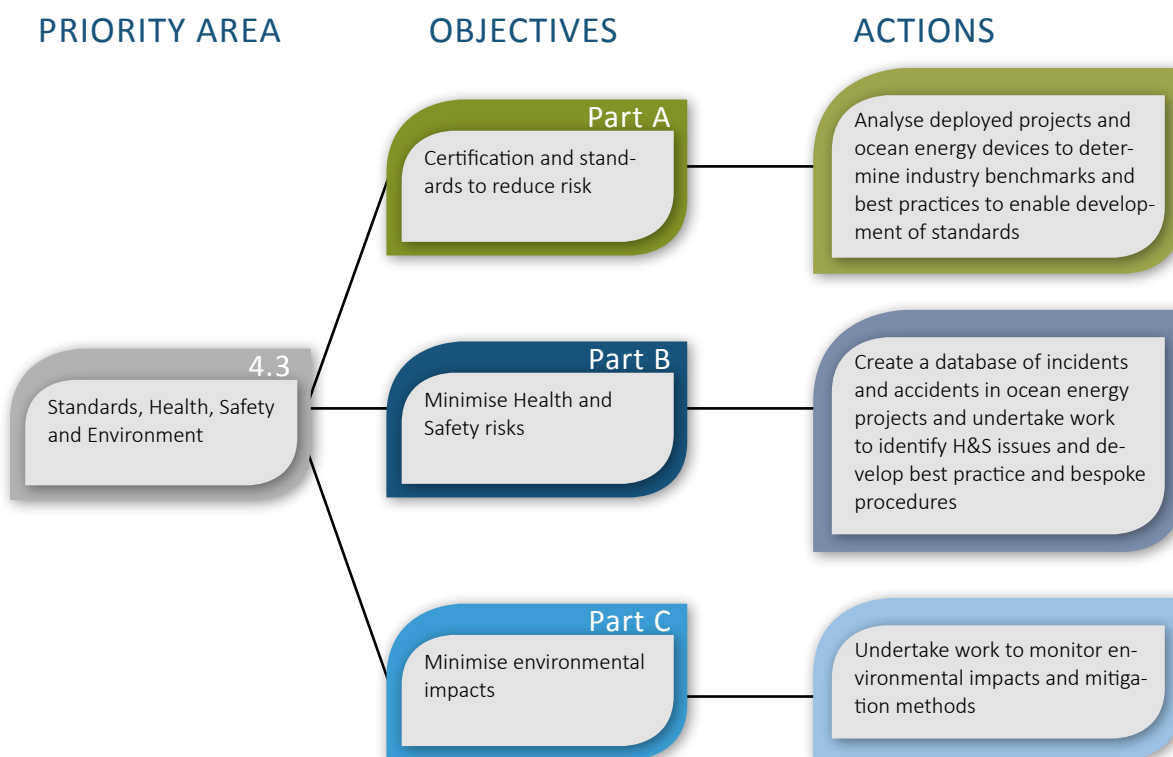 PRIORITY AREA
OBJECTIVES
ACTIONS
4.3
Standards, Health, Safety
and Environment
Part A
Certification and stand-
ards to reduce risk
Analyse deployed projects and
ocean energy devices to deter-
mine industry benchmarks and
best practices to enable develop-
ment of standards
Part B
Minimise Health and
Safety risks
Create a database of incidents
and accidents in ocean energy
projects and undertake work
to identify H&S issues and de-
velop best practice and bespoke
procedures
Part C
Minimise environmental
impacts
Undertake work to monitor en-
vironmental impacts and mitiga-
tion methods